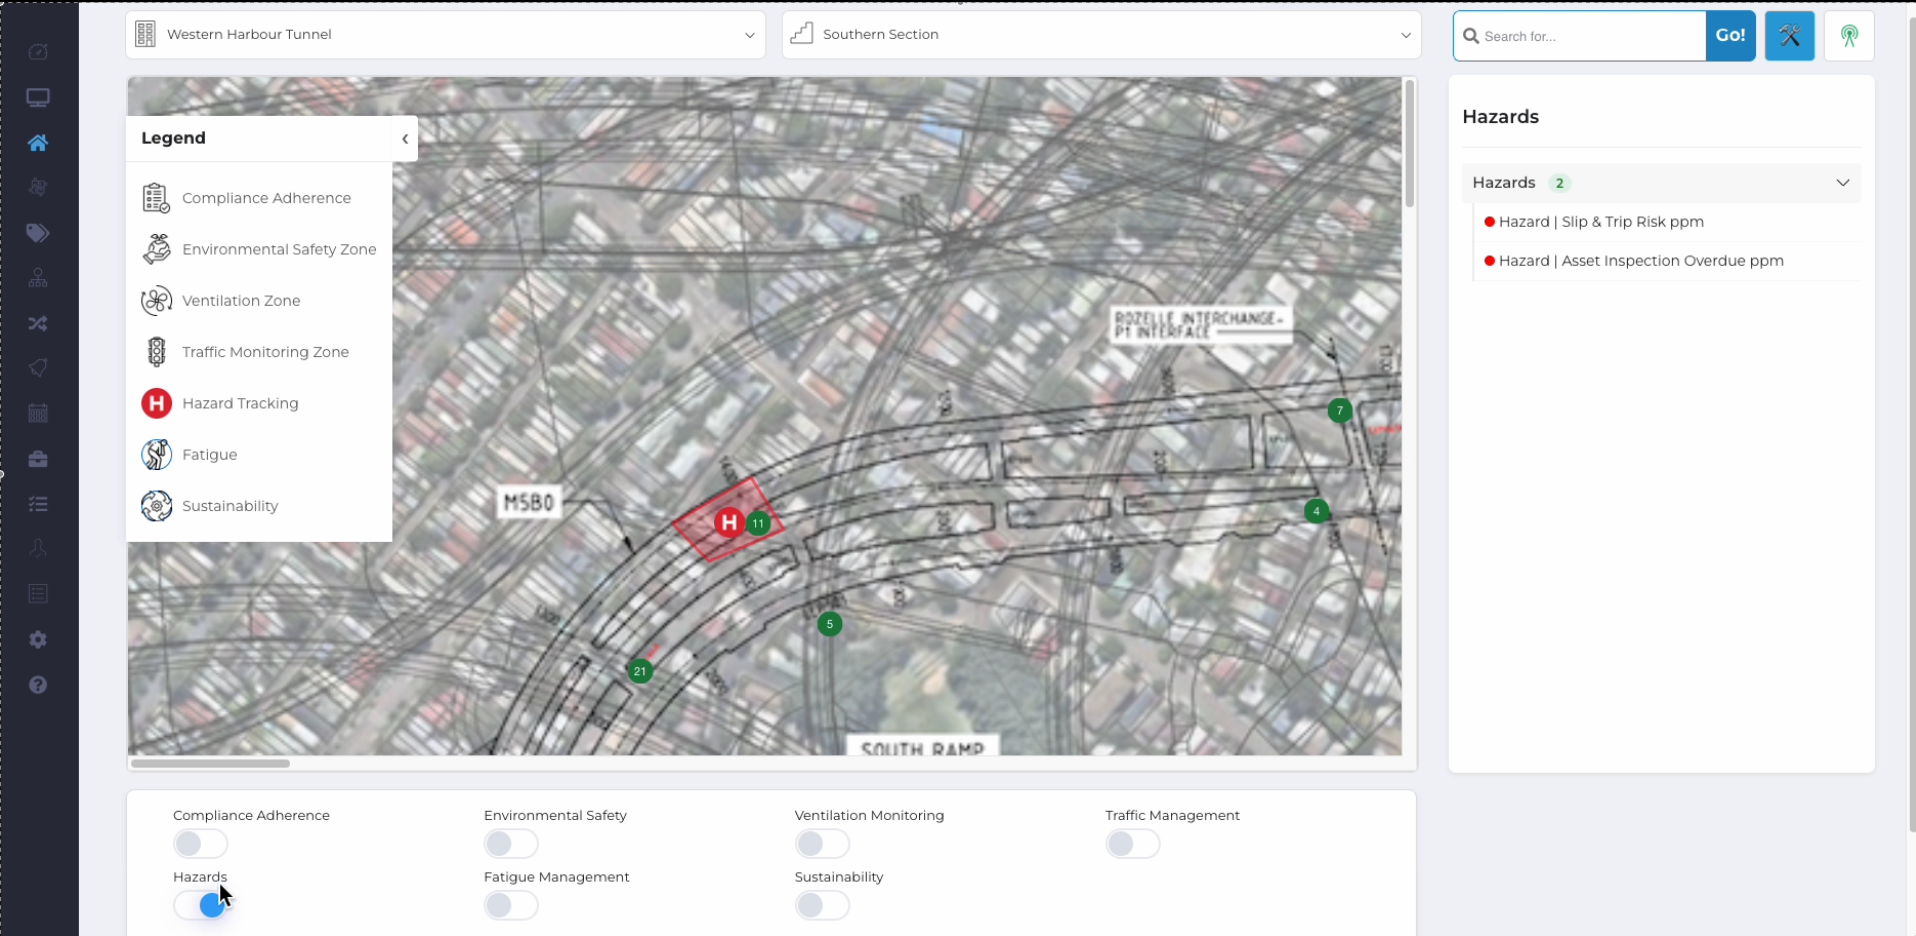 Western Harbour Tunnel
Southern Section
Search for...
Go!
Legend
Compliance Adherence
Environmental Safety Zone
Ventilation Zone
Traffic Monitoring Zone
H
Hazard Tracking
Fatigue
Sustainability
ROZELLE INTERCHANGE-
P1 INTERFACE
7
4
M5B0
H
11
5
21
SOUTH RAMP
Hazards
Hazards 2
Hazard | Slip & Trip Risk ppm
Hazard | Asset Inspection Overdue ppm
Compliance Adherence
Environmental Safety
Ventilation Monitoring
Traffic Management
Hazards
Fatigue Management
Sustainability